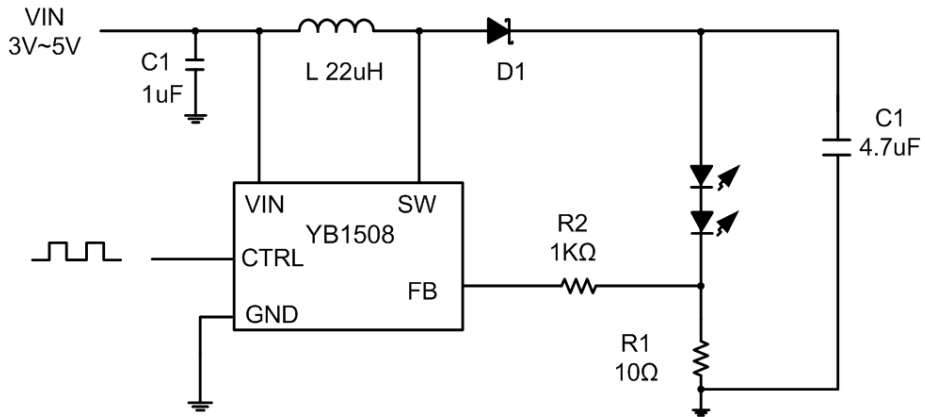 VIN
3V~5V
C1
1uF
L 22uH
D1
C1
4.7uF
VIN
SW
YB1508
CTRL
FB
GND
R2
1KΩ
R1
10Ω